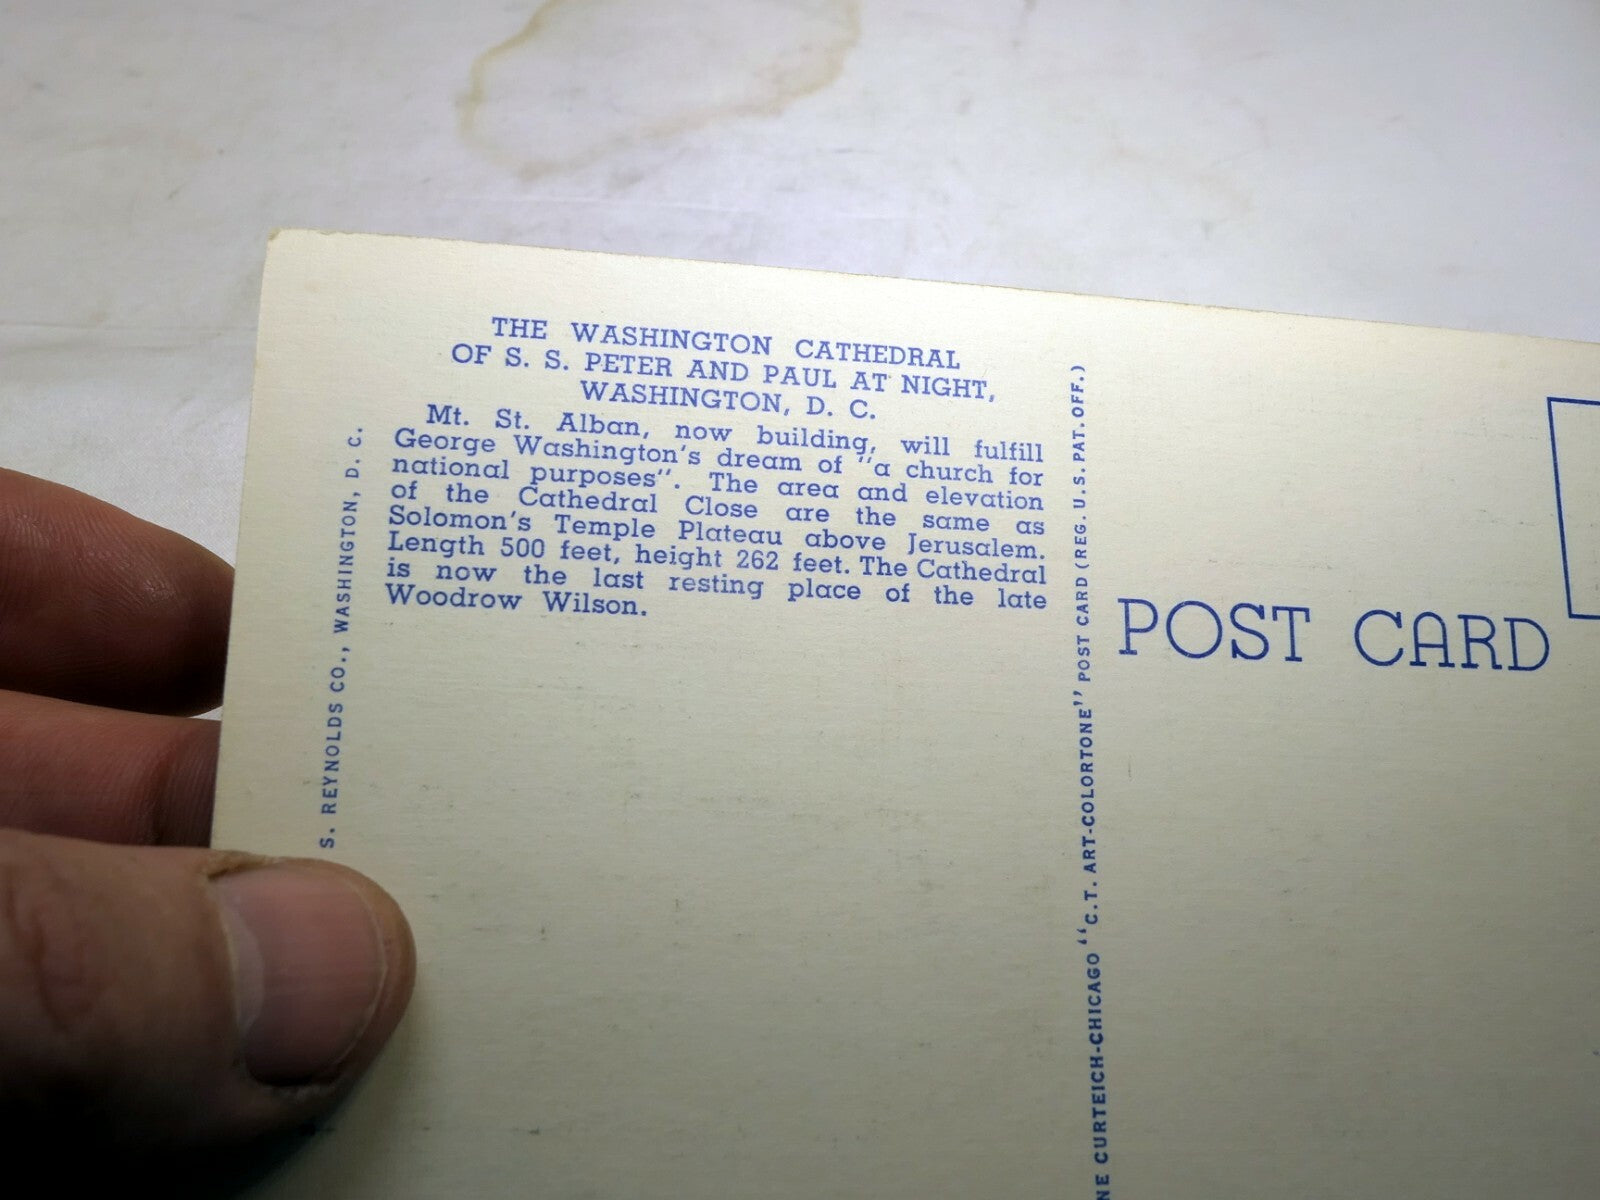 THE WASHINGTON CATHEDRAL
OF S. S. PETER AND PAUL AT NIGHT,
WASHINGTON, D. C.
Mt. St. Alban, now building, will fulfill
George Washington's dream of "a church for
national purposes". The area and elevation
of the Cathedral Close are the same as
Solomon's Temple Plateau above Jerusalem.
Length 500 feet, height 262 feet. The Cathedral
is now the last resting place of the late
Woodrow Wilson.
S. REYNOLDS CO., WASHINGTON, D. C.
CURTEICH-CHICAGO "C.T. ART-COLORTONE" POST CARD (REG. U.S. PAT. OFF.)
POST CARD